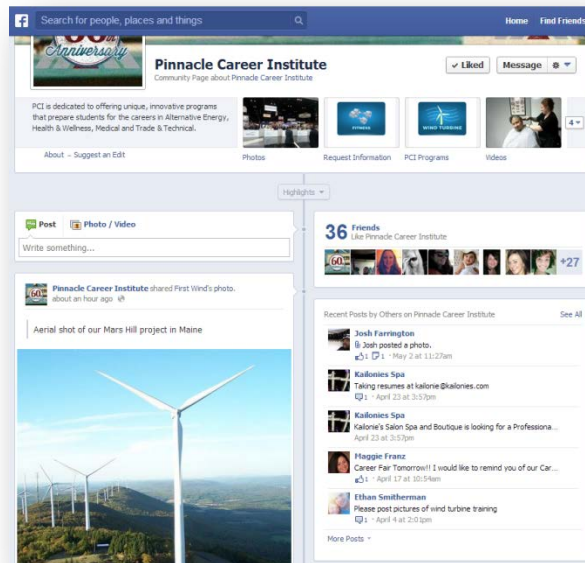 Search for people, places and things
Home Find Friends
60th
Anniversary
Pinnacle Career Institute
Community Page about Pinnacle Career Institute
Liked
Message
PCI is dedicated to offering unique, innovative programs
that prepare students for the careers in Alternative Energy,
Health & Wellness, Medical and Trade & Technical.
About – Suggest an Edit
FITNESS
WIND TURBINE
4
Photos
Request Information
PCI Programs
Videos
Highlights
Post
Photo / Video
Write something...
Pinnacle Career Institute shared First Wind's photo.
about an hour ago
Aerial shot of our Mars Hill project in Maine
36 Friends
Like Pinnacle Career Institute
60
+27
Recent Posts by Others on Pinnacle Career Institute
See All
Josh Farrington
Josh posted a photo.
1 1 · May 2 at 11:27am
Kailonies Spa
Taking resumes at kailonie@kailonies.com
1 · April 23 at 3:57pm
Kailonies Spa
Kailonie's Salon Spa and Boutique is looking for a Professiona...
April 23 at 3:57pm
Maggie Franz
Career Fair Tomorrow!! I would like to remind you of our Car...
1 · April 17 at 10:54am
Ethan Smitherman
Please post pictures of wind turbine training
1 · April 4 at 2:01pm
More Posts